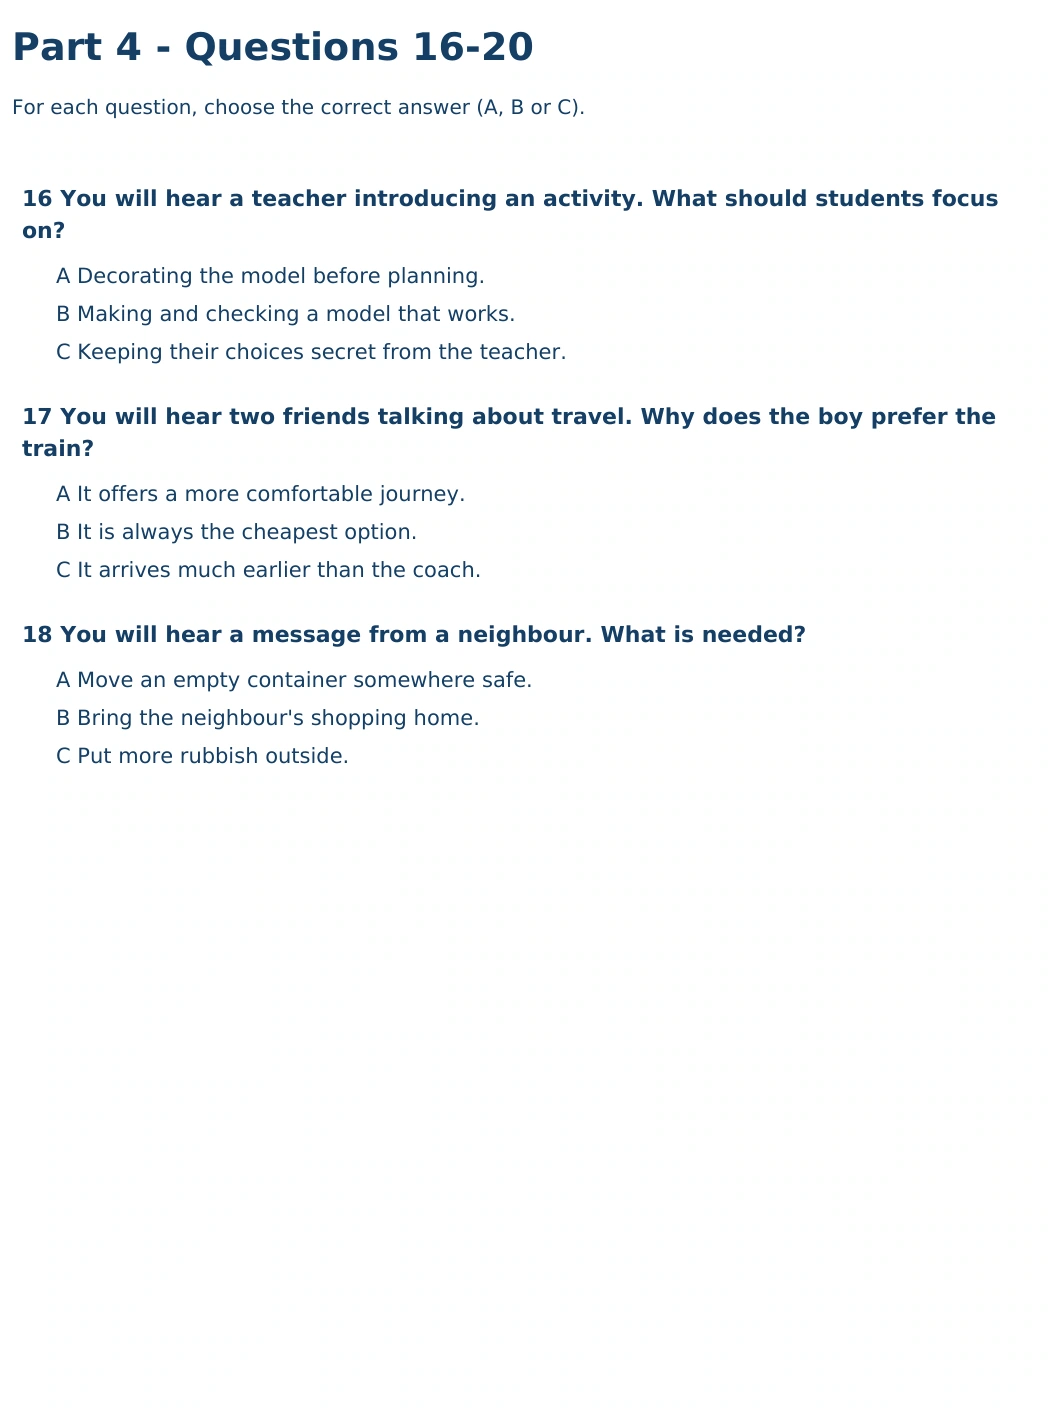 Part 4 - Questions 16-20
For each question, choose the correct answer (A, B or C).
16 You will hear a teacher introducing an activity. What should students focus
on?
A Decorating the model before planning.
B Making and checking a model that works.
C Keeping their choices secret from the teacher.
17 You will hear two friends talking about travel. Why does the boy prefer the
train?
A It offers a more comfortable journey.
B It is always the cheapest option.
C It arrives much earlier than the coach.
18 You will hear a message from a neighbour. What is needed?
A Move an empty container somewhere safe.
B Bring the neighbour's shopping home.
C Put more rubbish outside.